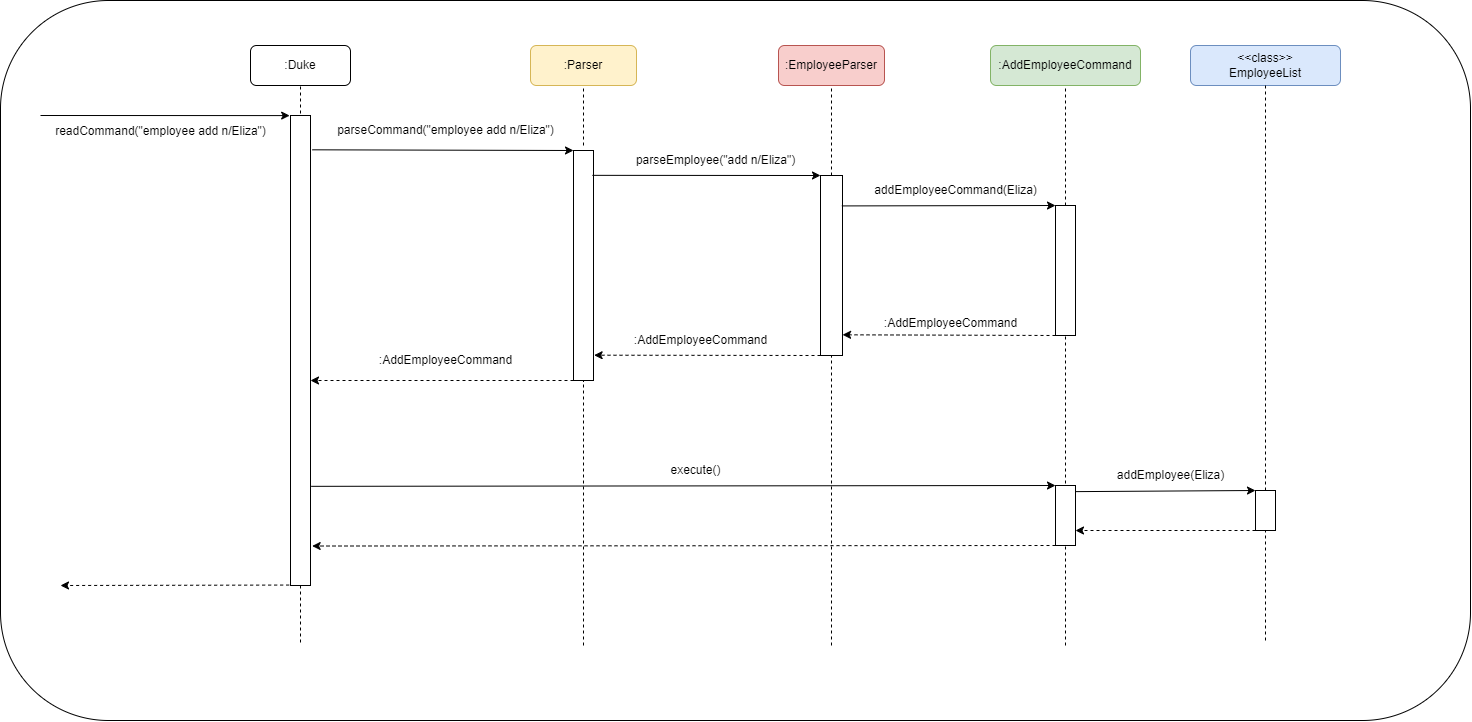 :Duke
:Parser
:EmployeeParser
:AddEmployeeCommand
<<class>>
EmployeeList
readCommand("employee add n/Eliza")
parseCommand("employee add n/Eliza")
parseEmployee("add n/Eliza")
addEmployeeCommand(Eliza)
:AddEmployeeCommand
:AddEmployeeCommand
:AddEmployeeCommand
execute()
addEmployee(Eliza)